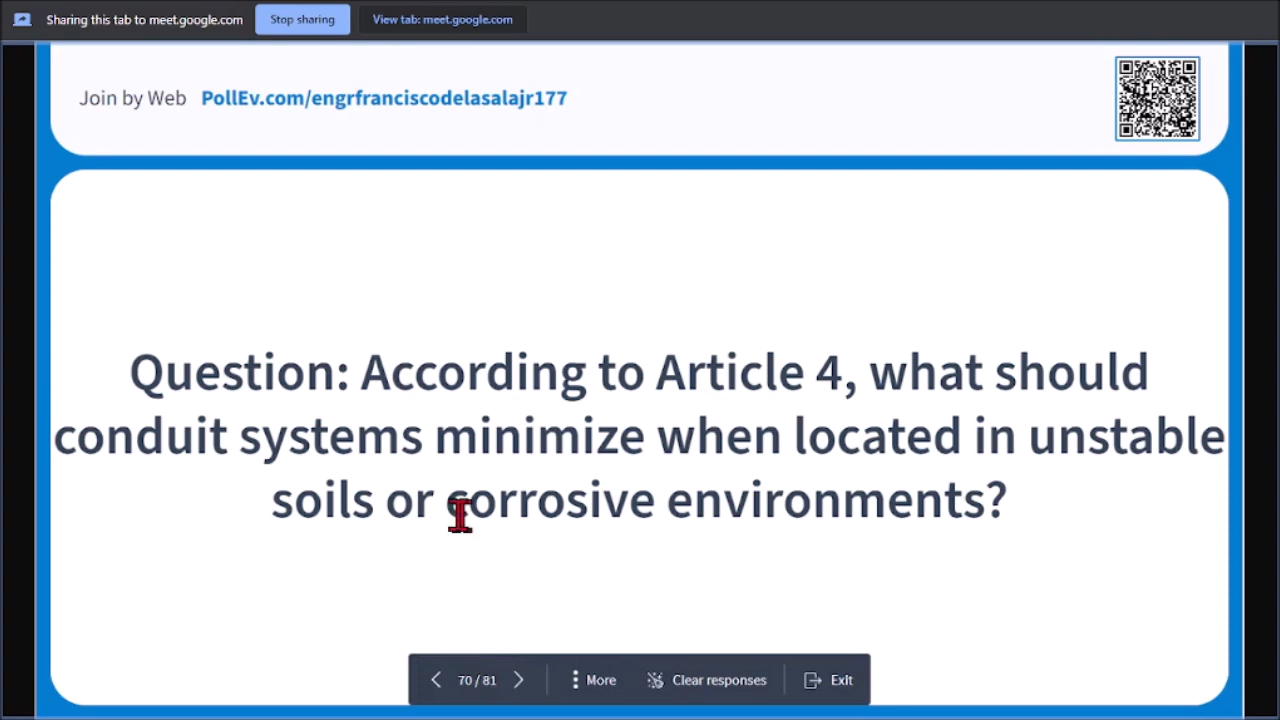 Sharing this tab to meet.google.com
Stop sharing
View tab: meet.google.com
Join by Web PollEv.com/engrfranciscodelasalajr177
Question: According to Article 4, what should
conduit systems minimize when located in unstable
soils or corrosive environments?
70 / 81
More
Clear responses
Exit